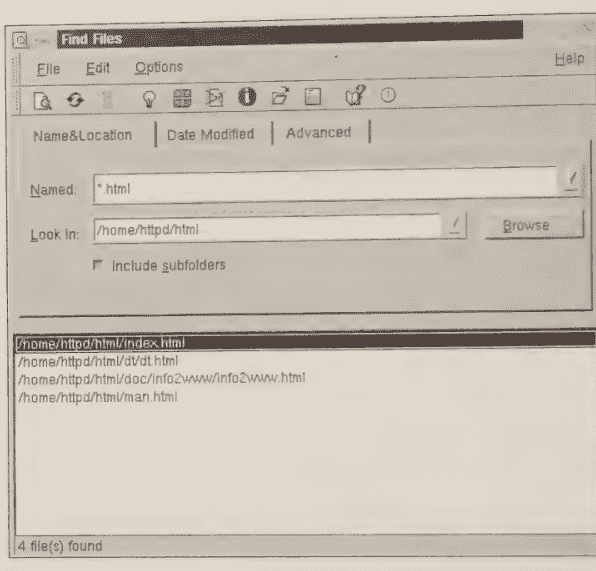 Find Files
File Edit Options Help
Name&Location Date Modified Advanced
Named: *.html
Look in: /home/httpd/html Browse
Include subfolders
/home/httpd/html/index.html
/home/httpd/html/dt/dt.html
/home/httpd/html/doc/info2www/info2www.html
/home/httpd/html/man.html
4 file(s) found